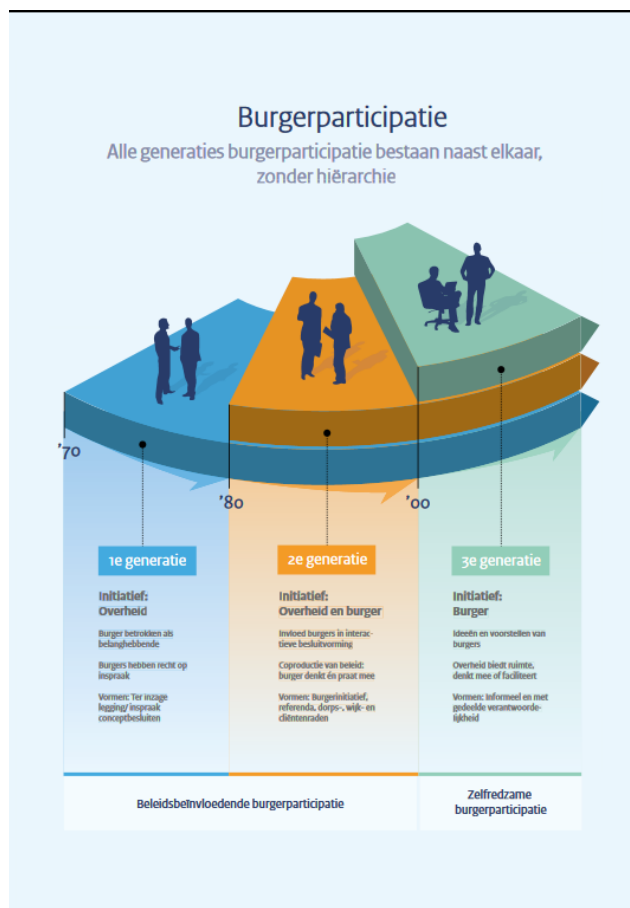 Burgerparticipatie
Alle generaties burgerparticipatie bestaan naast elkaar,
zonder hiërarchie
'70
'80
'00
1e generatie
Initiatief:
Overheid
Burger betrokken als
belanghebbende
Burgers hebben recht op
inspraak
Vormen: Ter inzage
legging/ inspraak
conceptbesluiten
2e generatie
Initiatief:
Overheid en burger
Invloed burgers in interac-
tieve besluitvorming
Coproductie van beleid:
burger denkt én praat mee
Vormen: Burgerinitiatief,
referenda, dorps-, wijk- en
cliëntenraden
3e generatie
Initiatief:
Burger
Ideeën en voorstellen van
burgers
Overheid biedt ruimte,
denkt mee of faciliteert
Vormen: Informeel en met
gedeelde verantwoorde-
lijkheid
Beleidsbeïnvloedende burgerparticipatie
Zelfredzame
burgerparticipatie